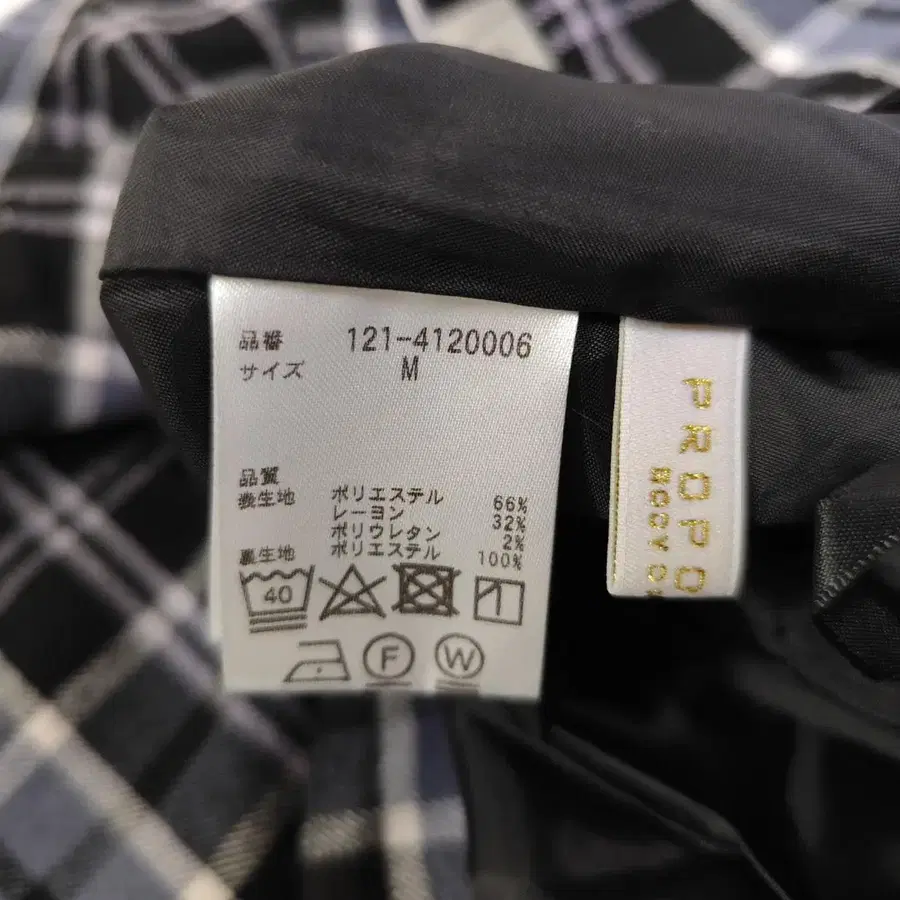 品番 121-4120006
サイズ M
品質
表生地 ポリエステル 66%
レーヨン 32%
ポリウレタン 2%
裏生地 ポリエステル 100%
40
F W
PROPO
BODY